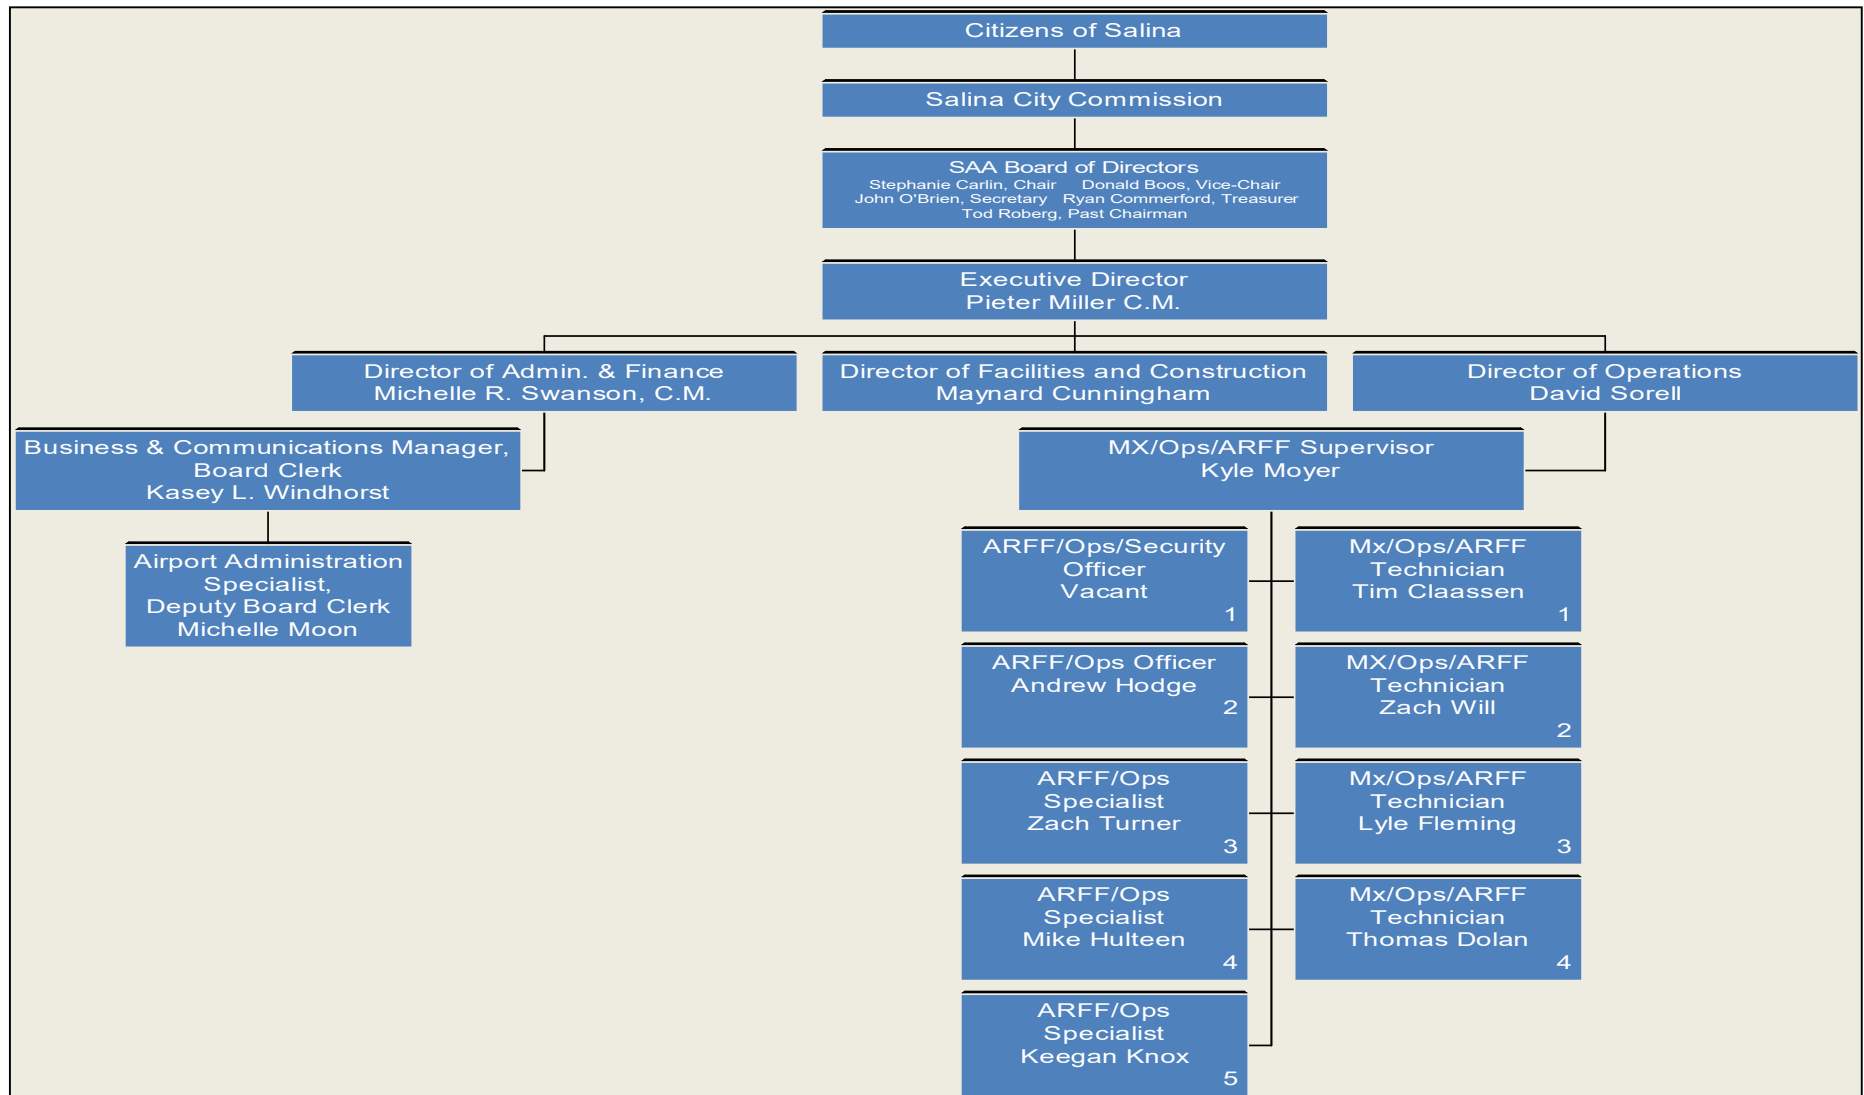 Citizens of Salina
Salina City Commission
SAA Board of Directors
Stephanie Carlin, Chair Donald Boos, Vice-Chair
John O'Brien, Secretary Ryan Commerford, Treasurer
Tod Roberg, Past Chairman
Executive Director
Pieter Miller C.M.
Director of Admin. & Finance
Michelle R. Swanson, C.M.
Director of Facilities and Construction
Maynard Cunningham
Director of Operations
David Sorell
Business & Communications Manager,
Board Clerk
Kasey L. Windhorst
MX/Ops/ARFF Supervisor
Kyle Moyer
Airport Administration
Specialist,
Deputy Board Clerk
Michelle Moon
ARFF/Ops/Security
Officer
Vacant
1
Mx/Ops/ARFF
Technician
Tim Claassen
1
ARFF/Ops Officer
Andrew Hodge
2
MX/Ops/ARFF
Technician
Zach Will
2
ARFF/Ops
Specialist
Zach Turner
3
Mx/Ops/ARFF
Technician
Lyle Fleming
3
ARFF/Ops
Specialist
Mike Hulteen
4
Mx/Ops/ARFF
Technician
Thomas Dolan
4
ARFF/Ops
Specialist
Keegan Knox
5